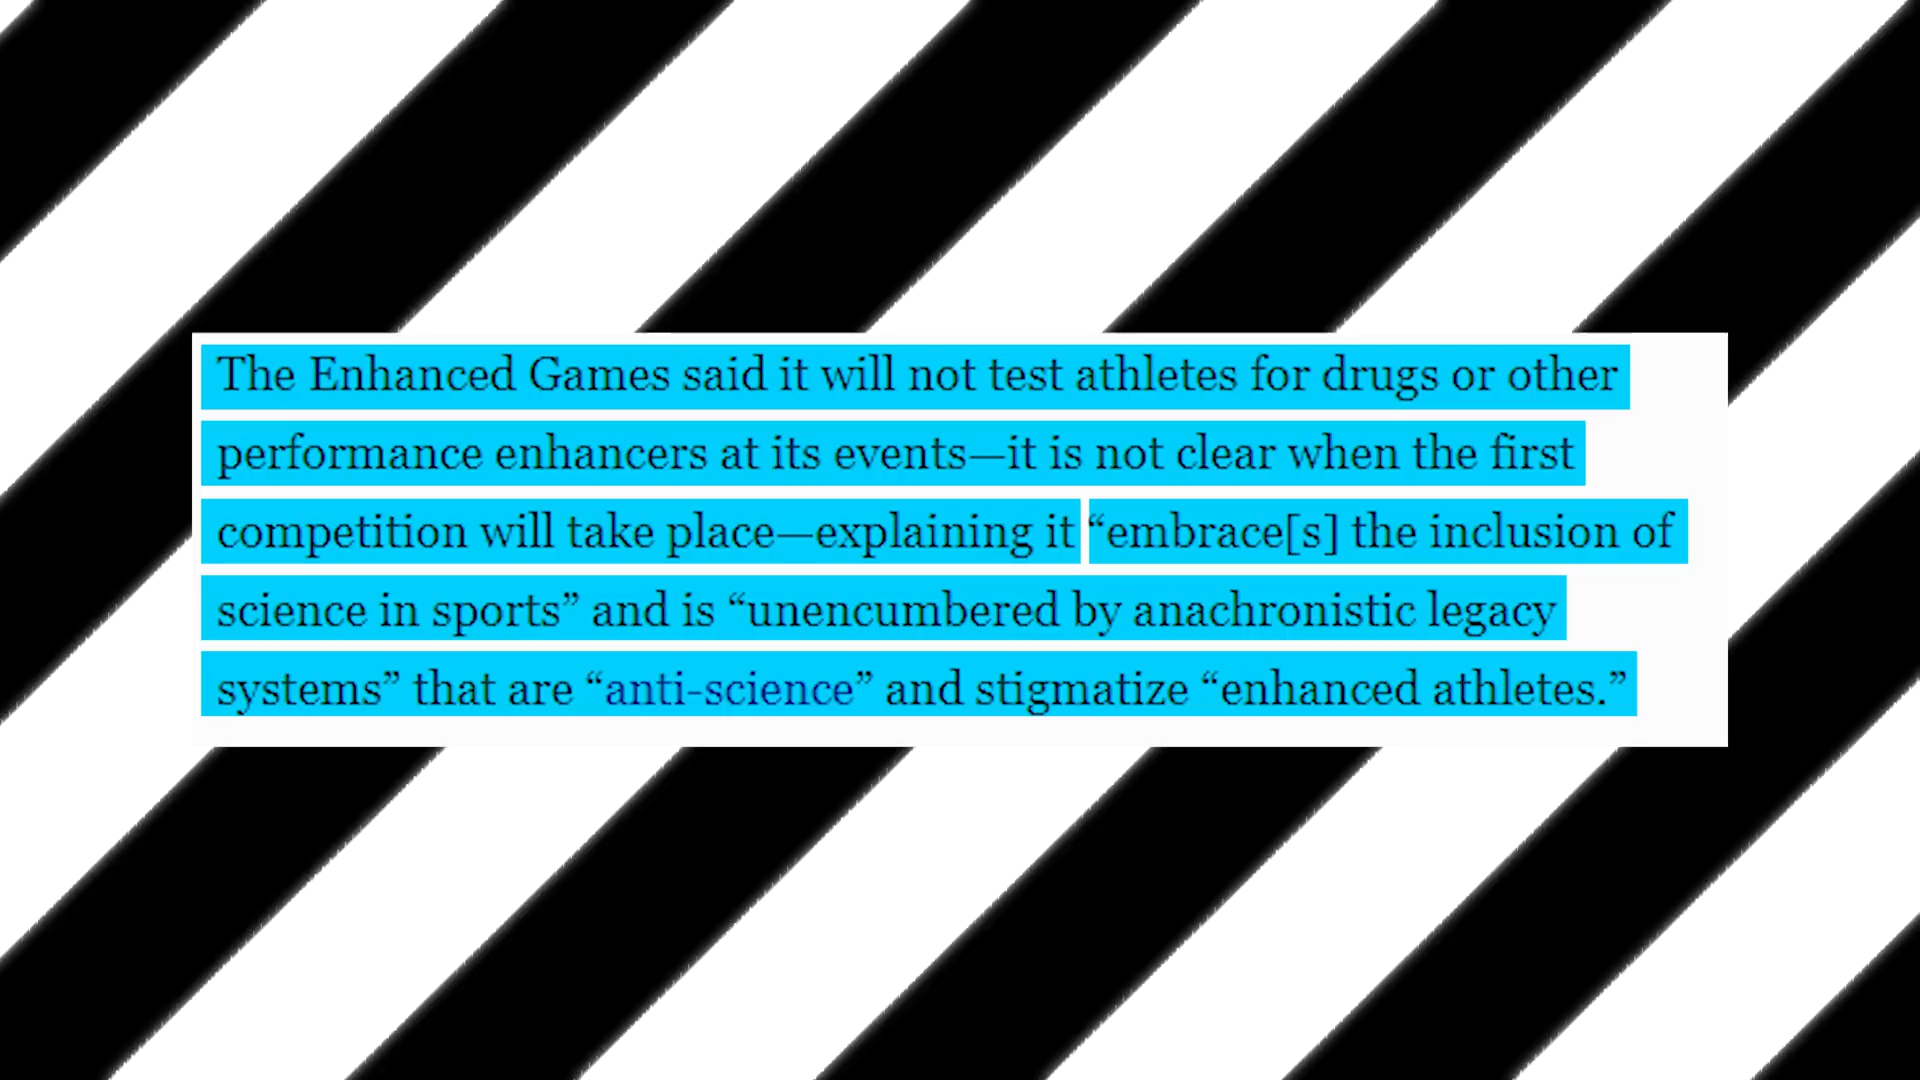 The Enhanced Games said it will not test athletes for drugs or other
performance enhancers at its events—it is not clear when the first
competition will take place—explaining it “embrace[s] the inclusion of
science in sports” and is “unencumbered by anachronistic legacy
systems” that are “anti-science” and stigmatize “enhanced athletes.”